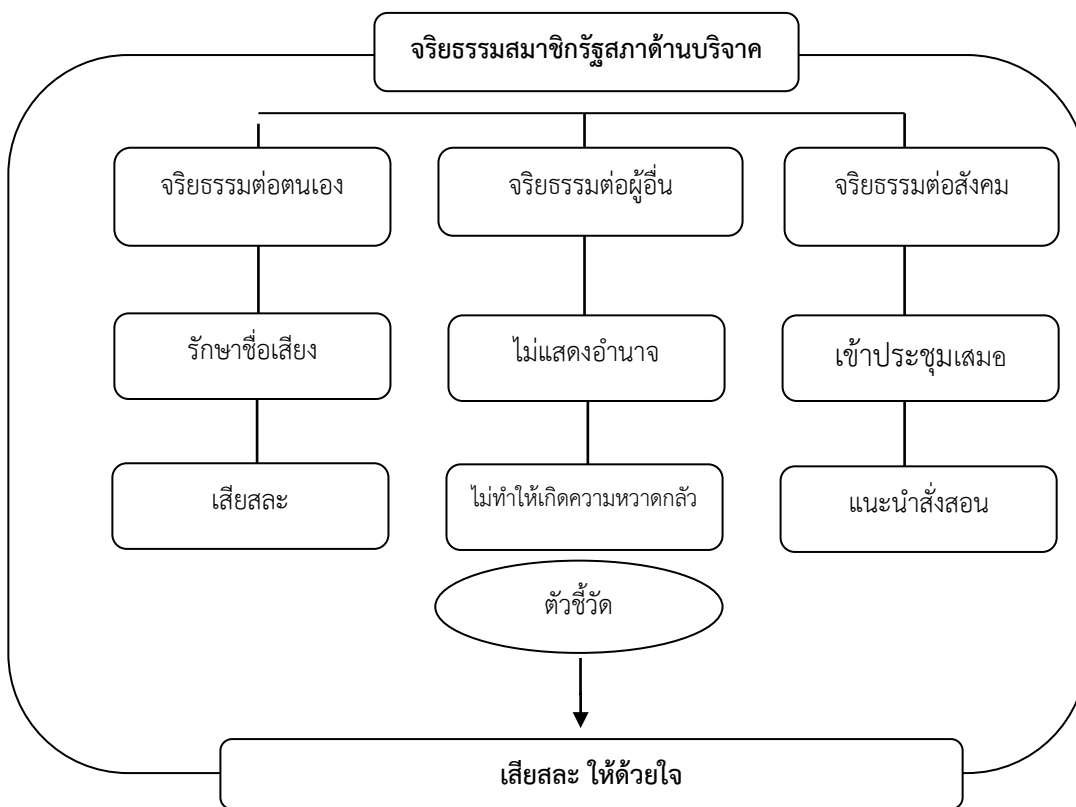 จริยธรรมสมาชิกรัฐสภาด้านบริจาค
จริยธรรมต่อตนเอง
จริยธรรมต่อผู้อื่น
จริยธรรมต่อสังคม
รักษาชื่อเสียง
ไม่แสดงอำนาจ
เข้าประชุมเสมอ
เสียสละ
ไม่ทำให้เกิดความหวาดกลัว
แนะนำสั่งสอน
ตัวชี้วัด
เสียสละ ให้ด้วยใจ